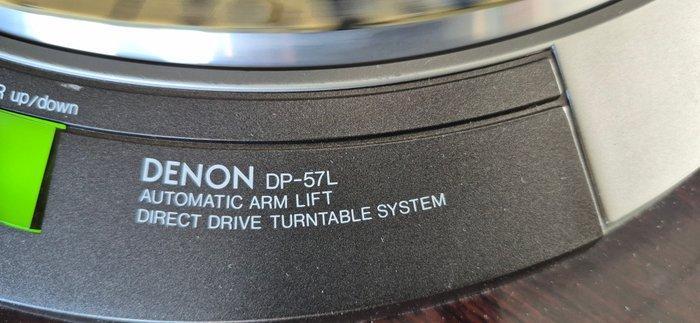 R up/down
DENON DP-57L
AUTOMATIC ARM LIFT
DIRECT DRIVE TURNTABLE SYSTEM